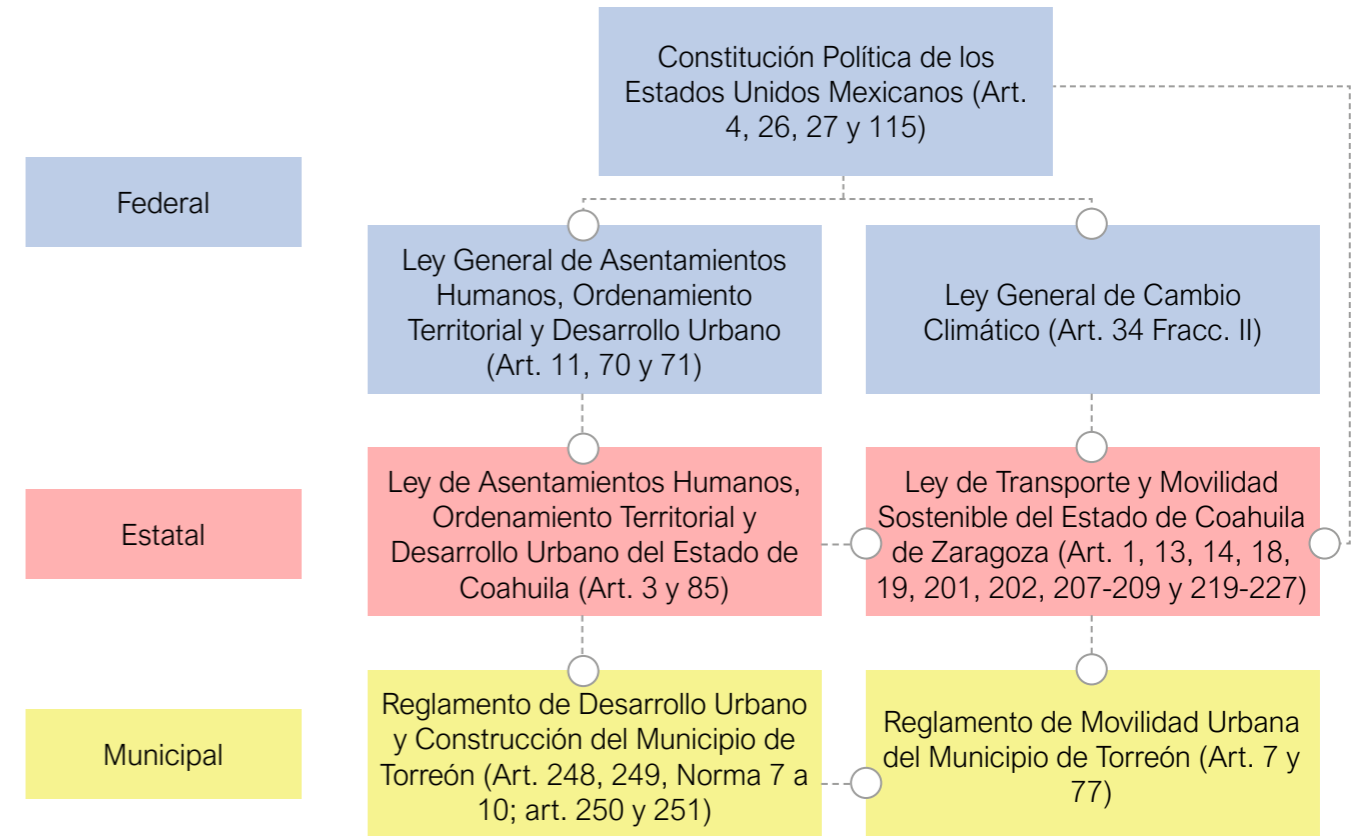 Constitución Política de los
Estados Unidos Mexicanos (Art.
4, 26, 27 y 115)
Federal
Ley General de Asentamientos
Humanos, Ordenamiento
Territorial y Desarrollo Urbano
(Art. 11, 70 y 71)
Ley General de Cambio
Climático (Art. 34 Fracc. II)
Estatal
Ley de Asentamientos Humanos,
Ordenamiento Territorial y
Desarrollo Urbano del Estado de
Coahuila (Art. 3 y 85)
Ley de Transporte y Movilidad
Sostenible del Estado de Coahuila
de Zaragoza (Art. 1, 13, 14, 18,
19, 201, 202, 207-209 y 219-227)
Municipal
Reglamento de Desarrollo Urbano
y Construcción del Municipio de
Torreón (Art. 248, 249, Norma 7 a
10; art. 250 y 251)
Reglamento de Movilidad Urbana
del Municipio de Torreón (Art. 7 y
77)